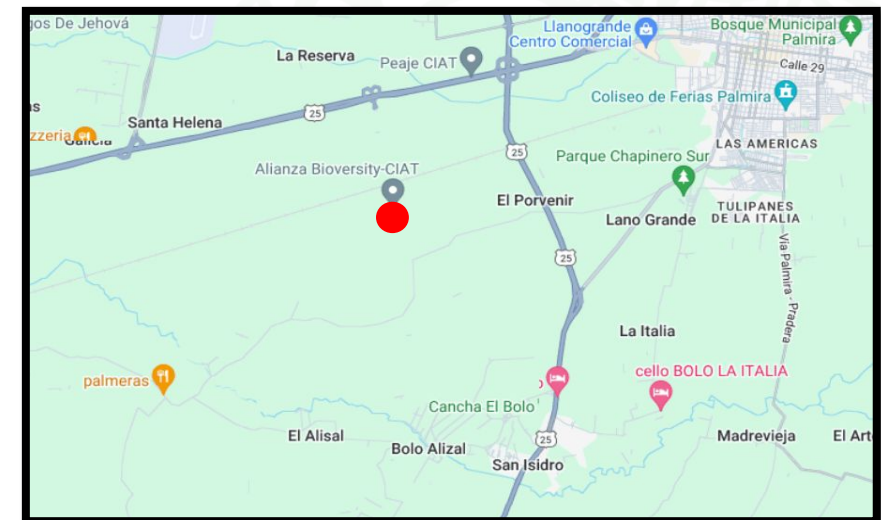 gos De Jehová
Llanogrande
Centro Comercial
Bosque Municipal
Palmira
La Reserva
Peaje CIAT
Calle 29
Coliseo de Ferias Palmira
as
25
Santa Helena
zzeria
Galicia
LAS AMERICAS
25
Parque Chapinero Sur
Alianza Bioversity-CIAT
El Porvenir
Lano Grande
TULIPANES
DE LA ITALIA
25
Vía Palmira - Pradera
La Italia
palmeras
o
cello BOLO LA ITALIA
Cancha El Bolo
El Alisal
Bolo Alizal
25
Madrevieja
El Art
San Isidro